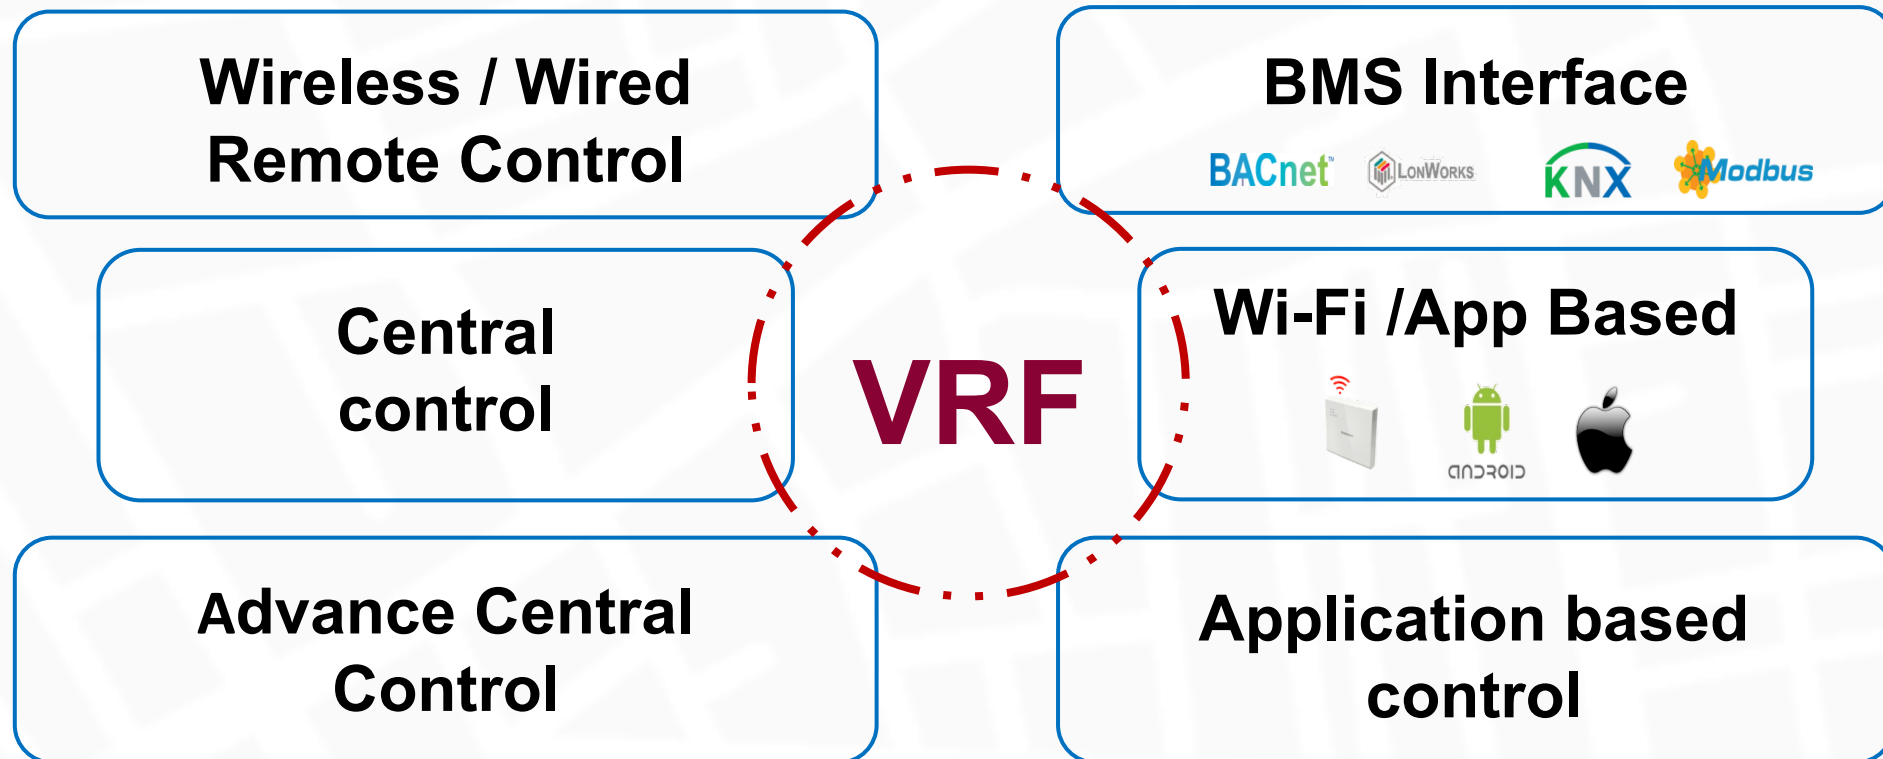 Wireless / Wired
Remote Control
BMS Interface
BACnet™
LONWORKS
KNX
Modbus
Central
control
VRF
Wi-Fi /App Based
ANDROID
Advance Central
Control
Application based
control